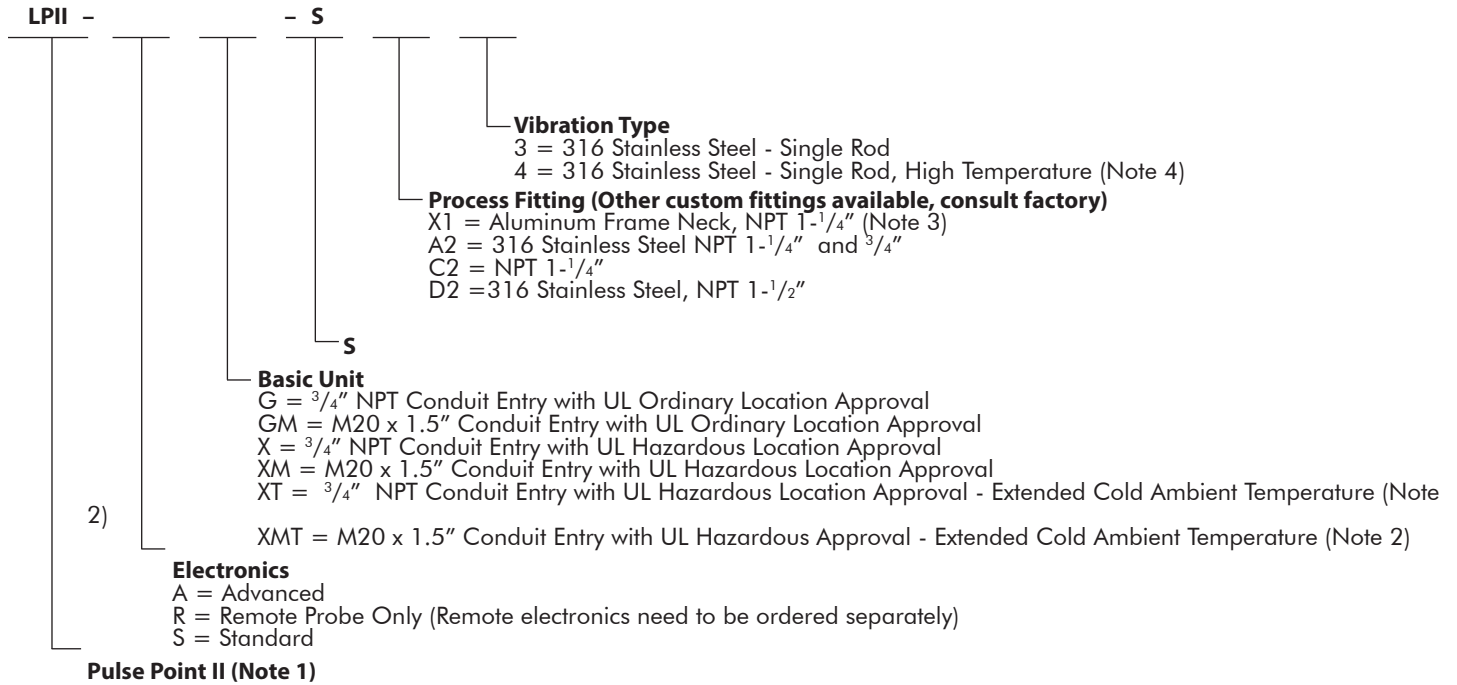 LPII – – S
Vibration Type
3 = 316 Stainless Steel - Single Rod
4 = 316 Stainless Steel - Single Rod, High Temperature (Note 4)
Process Fitting (Other custom fittings available, consult factory)
X1 = Aluminum Frame Neck, NPT 1-1/4" (Note 3)
A2 = 316 Stainless Steel NPT 1-1/4" and 3/4"
C2 = NPT 1-1/4"
D2 =316 Stainless Steel, NPT 1-1/2"
S
Basic Unit
G = 3/4" NPT Conduit Entry with UL Ordinary Location Approval
GM = M20 x 1.5" Conduit Entry with UL Ordinary Location Approval
X = 3/4" NPT Conduit Entry with UL Hazardous Location Approval
XM = M20 x 1.5" Conduit Entry with UL Hazardous Location Approval
XT = 3/4" NPT Conduit Entry with UL Hazardous Location Approval - Extended Cold Ambient Temperature (Note
2)
XMT = M20 x 1.5" Conduit Entry with UL Hazardous Approval - Extended Cold Ambient Temperature (Note 2)
Electronics
A = Advanced
R = Remote Probe Only (Remote electronics need to be ordered separately)
S = Standard
Pulse Point II (Note 1)